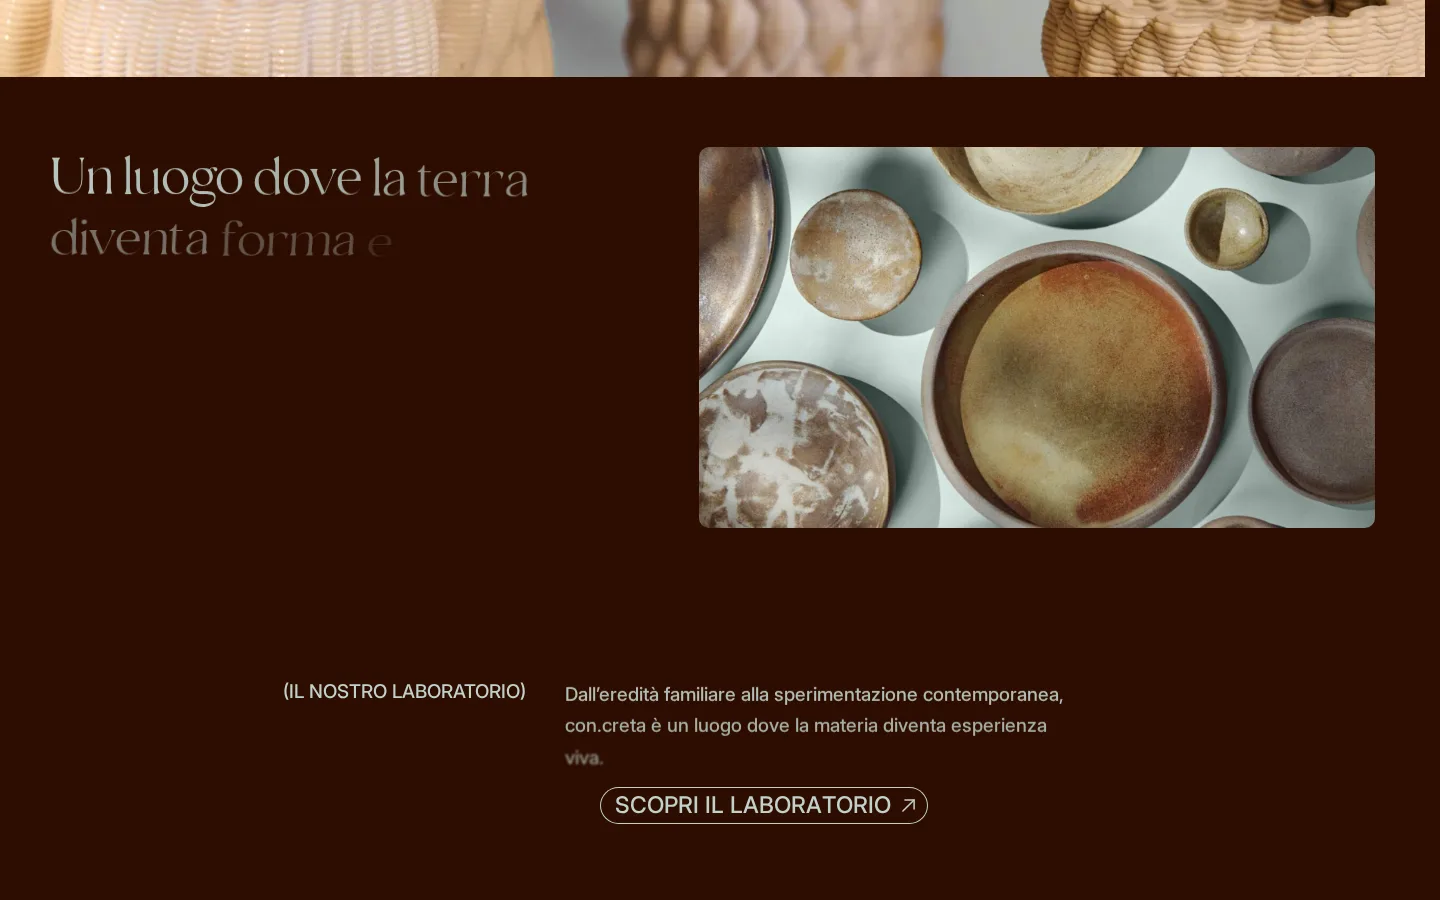 Un luogo dove la terra
diventa forma e
(IL NOSTRO LABORATORIO)
Dall’eredità familiare alla sperimentazione contemporanea,
con.creta è un luogo dove la materia diventa esperienza
viva.
SCOPRI IL LABORATORIO